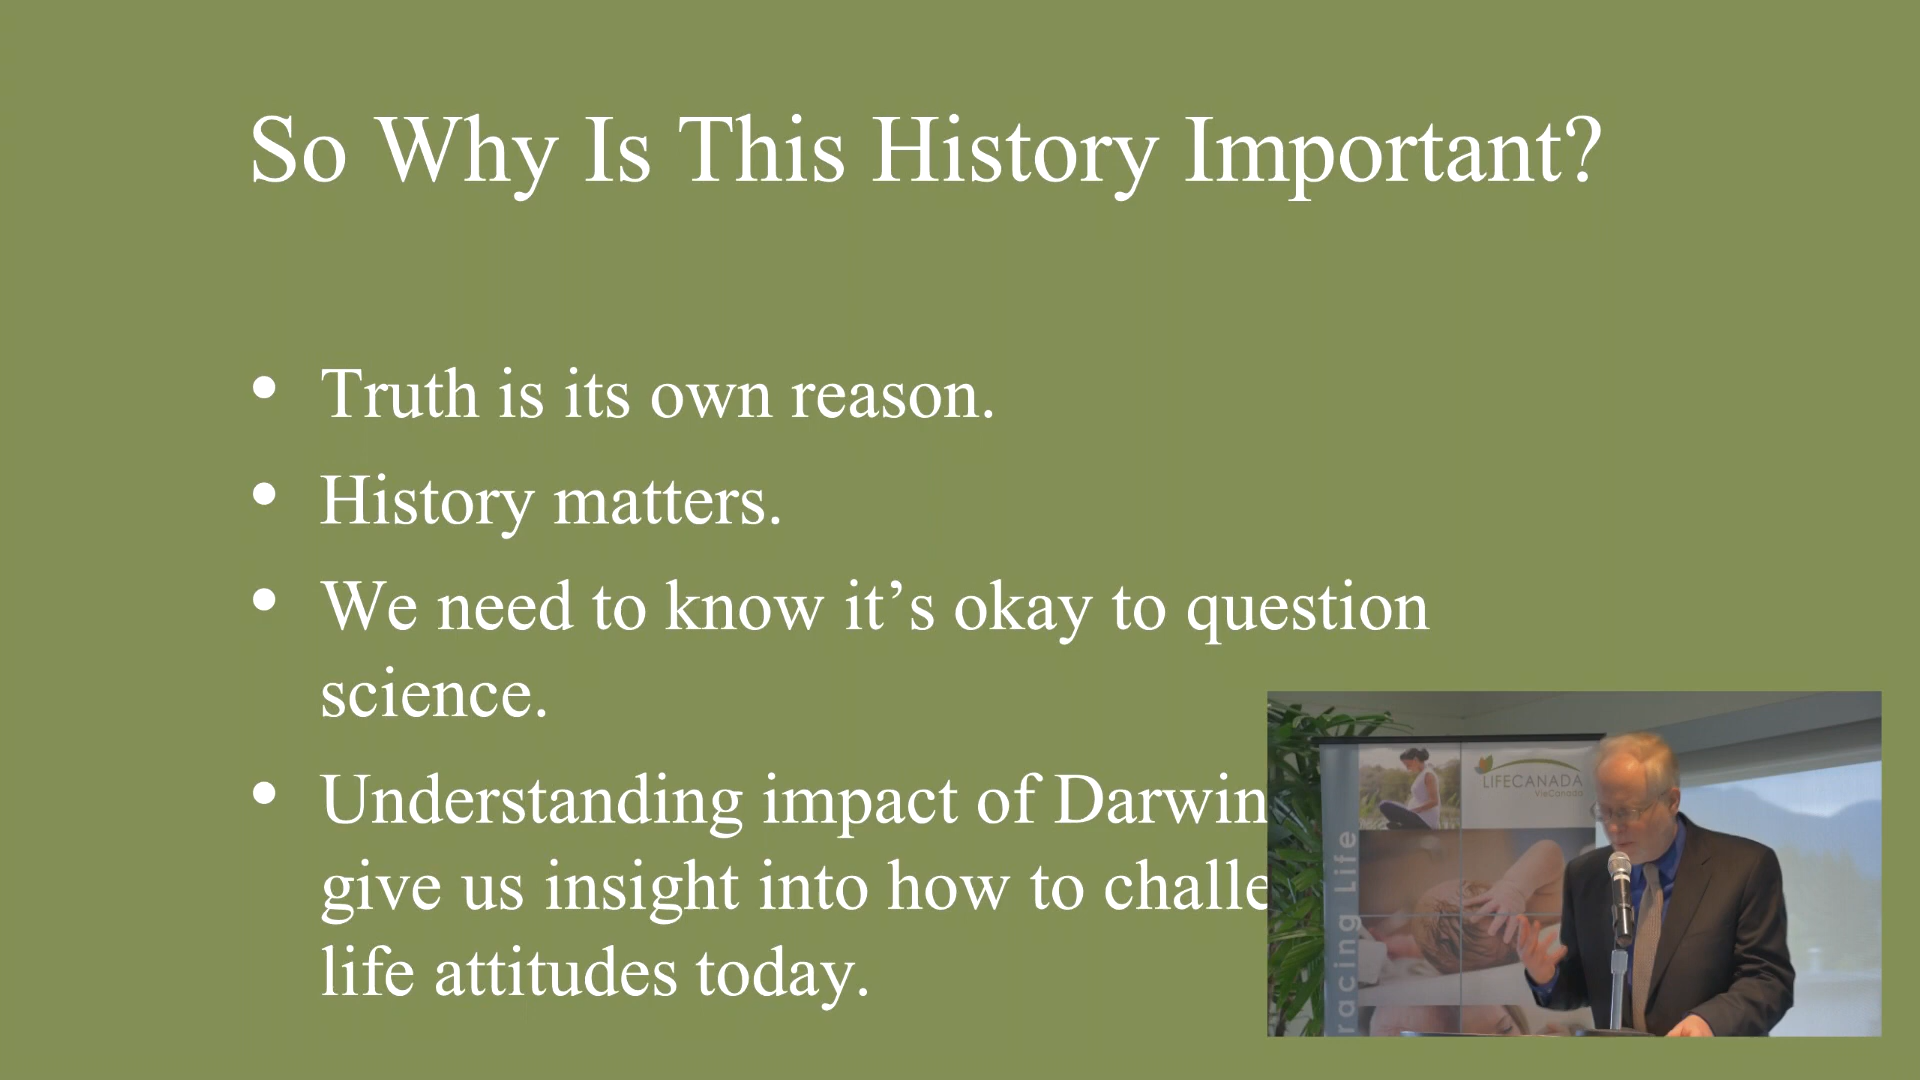 So Why Is This History Important?
• Truth is its own reason.
• History matters.
• We need to know it’s okay to question
science.
• Understanding impact of Darwin
give us insight into how to challe
life attitudes today.
LIFECANADA
VieCanada
racing Life